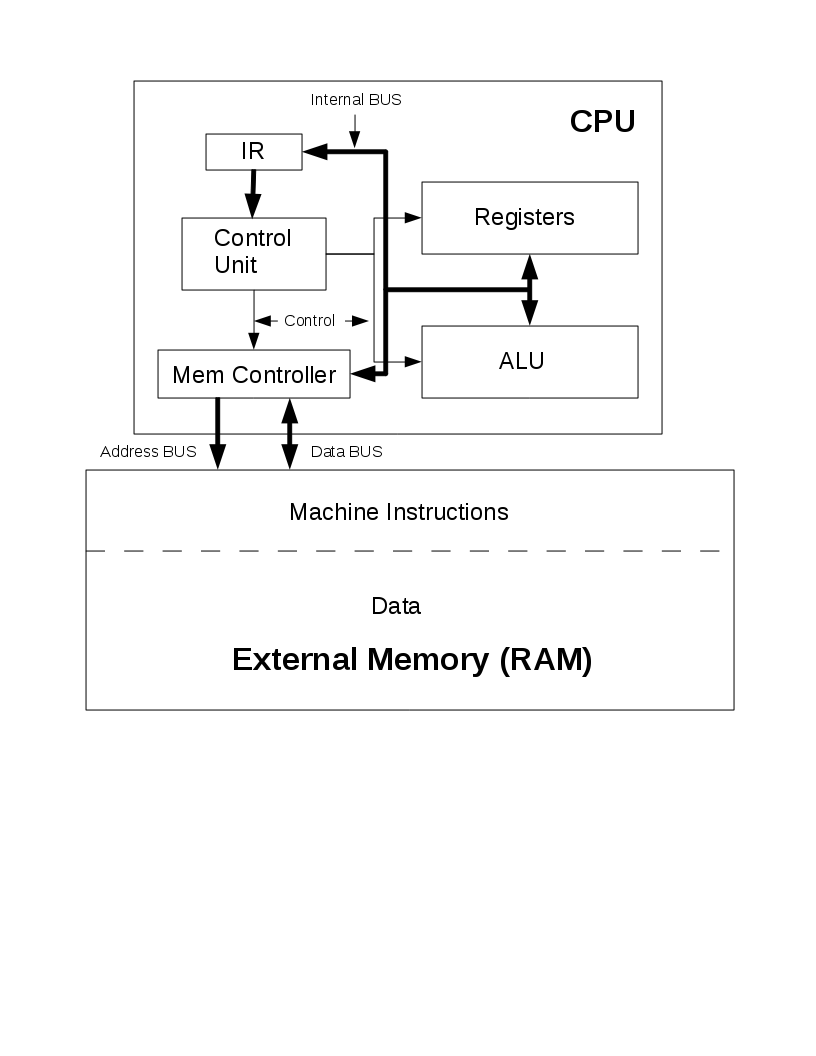 Internal BUS
CPU
IR
Registers
Control
Unit
Control
ALU
Mem Controller
Address BUS
Data BUS
Machine Instructions
Data
External Memory (RAM)